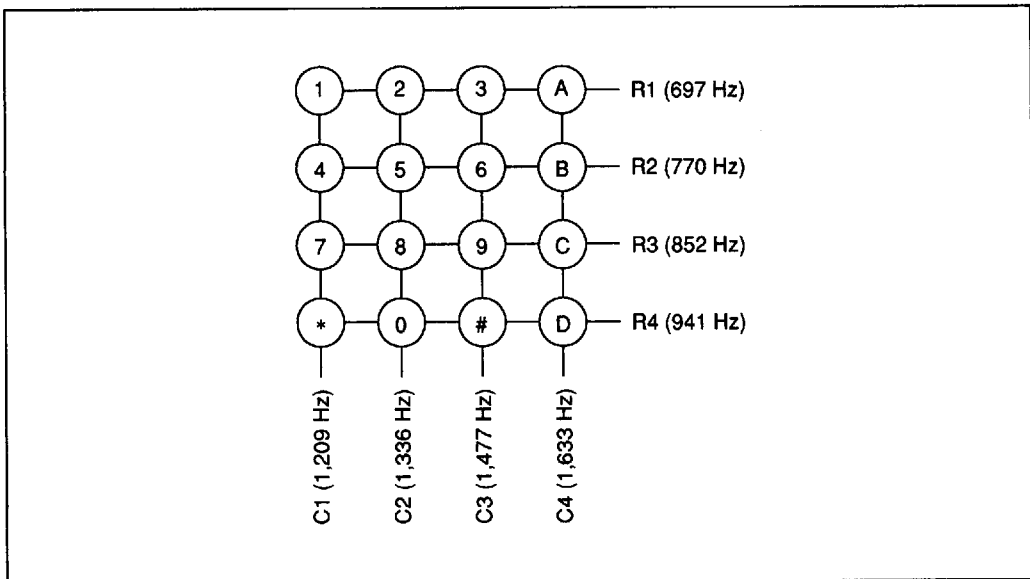 1 2 3 A R1 (697 Hz)
4 5 6 B R2 (770 Hz)
7 8 9 C R3 (852 Hz)
* 0 # D R4 (941 Hz)
C1 (1,209 Hz)
C2 (1,336 Hz)
C3 (1,477 Hz)
C4 (1,633 Hz)